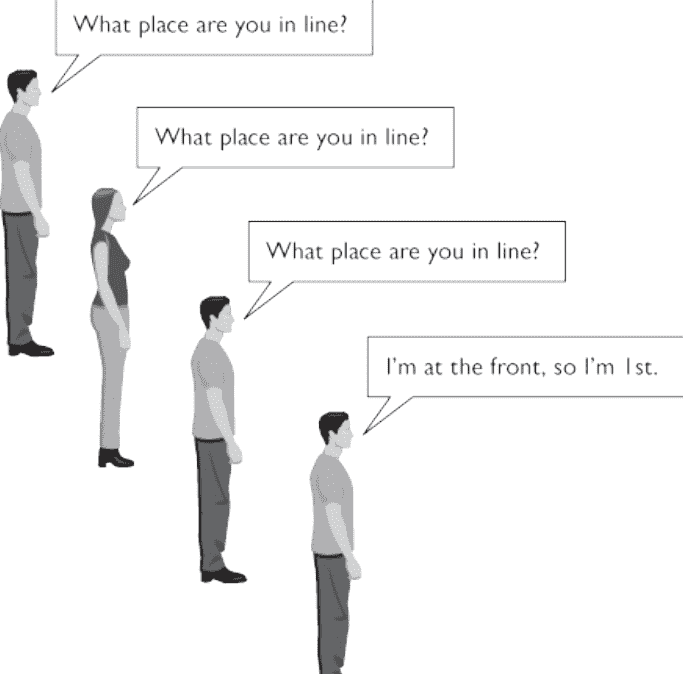 What place are you in line?
What place are you in line?
What place are you in line?
I'm at the front, so I'm 1st.